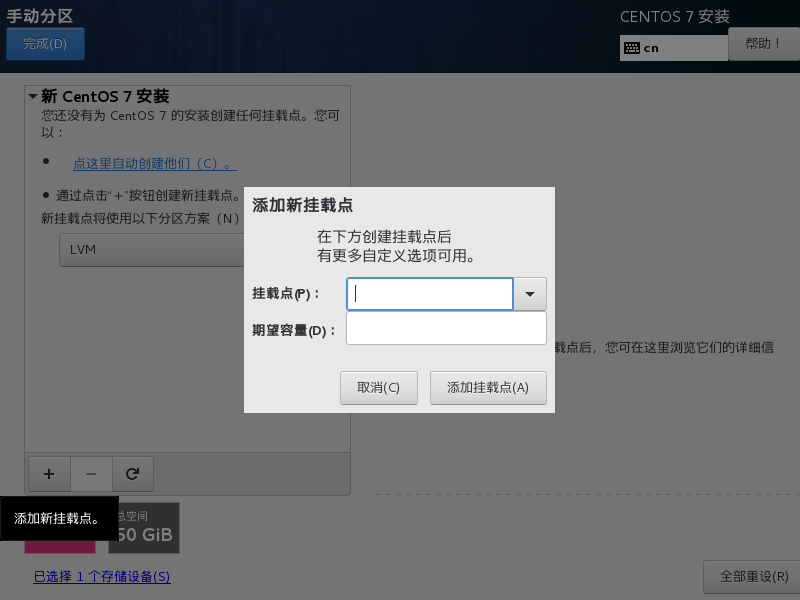 手动分区
CENTOS 7 安装
完成(D)
cn
帮助！
新 CentOS 7 安装
您还没有为 CentOS 7 的安装创建任何挂载点。您可
以：
点这里自动创建他们（C）。
通过点击“+”按钮创建新挂载点。
新挂载点将使用以下分区方案（N）
LVM
添加新挂载点
在下方创建挂载点后
有更多自定义选项可用。
挂载点(P)：
期望容量(D)：
取消(C)
添加挂载点(A)
载点后，您可在这里浏览它们的详细信
添加新挂载点。
总空间
50 GiB
已选择 1 个存储设备(S)
全部重设(R)